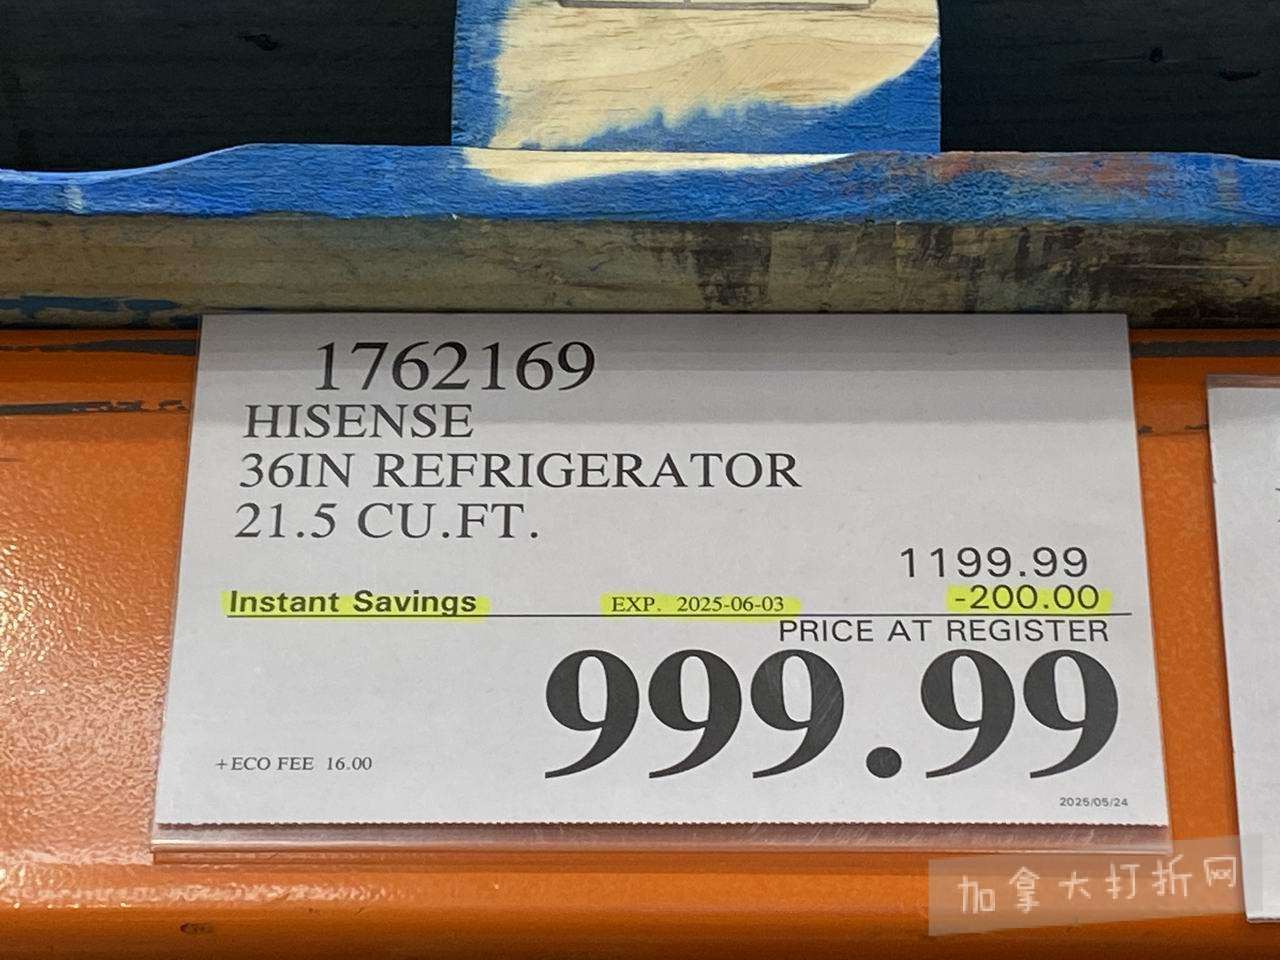 1762169
HISENSE
36IN REFRIGERATOR
21.5 CU.FT.
1199.99
Instant Savings EXP. 2025-06-03 -200.00
PRICE AT REGISTER
999.99
+ECO FEE 16.00
2025/05/24
加拿大打折网